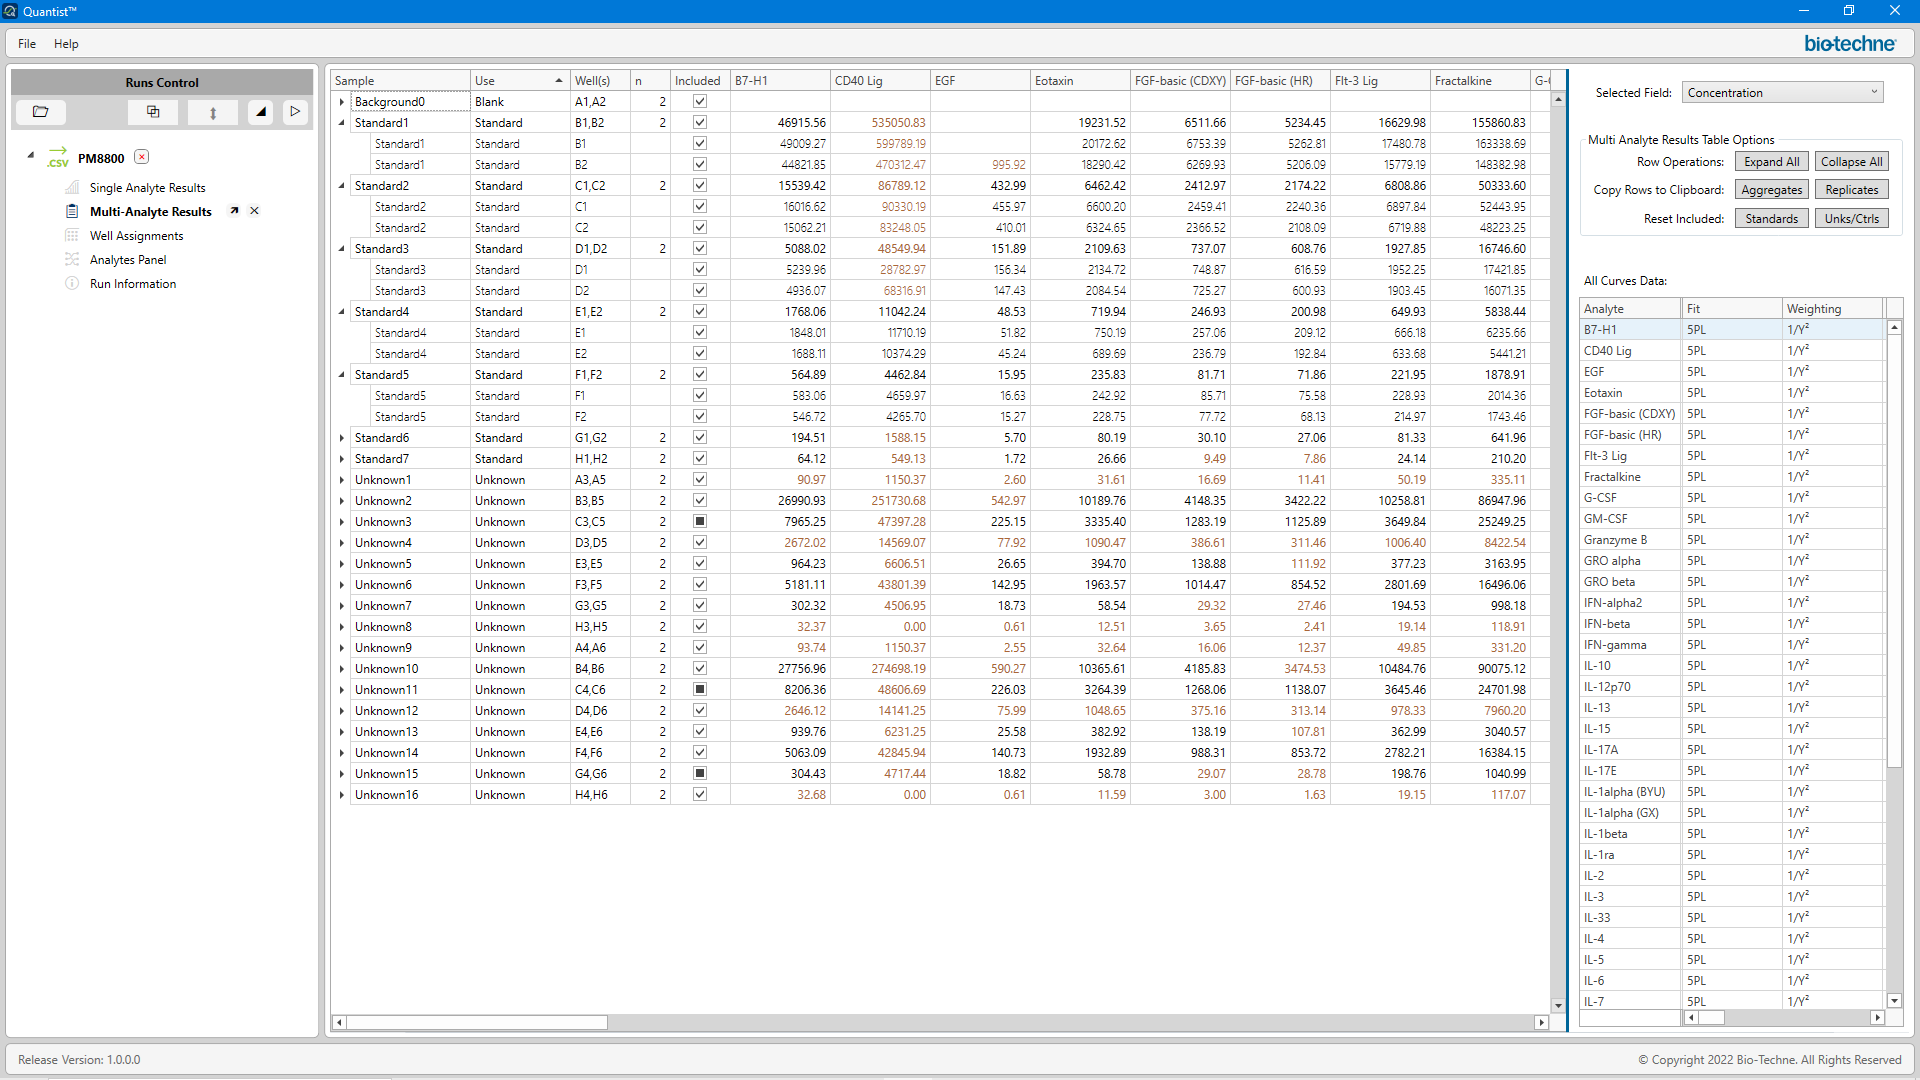 Quantist™
File Help
bio-techne
Runs Control
.csv PM8800
Single Analyte Results
Multi-Analyte Results
Well Assignments
Analytes Panel
Run Information
Sample Use Well(s) n Included B7-H1 CD40 Lig EGF Eotaxin FGF-basic (CDXY) FGF-basic (HR) Flt-3 Lig Fractalkine
Background0 Blank A1,A2 2
Standard1 Standard B1,B2 2 46915.56 535050.83 19231.52 6511.66 5234.45 16629.98 155860.83
Standard1 Standard B1 49009.27 599789.19 20172.62 6753.39 5262.81 17480.78 163338.69
Standard1 Standard B2 44821.85 470312.47 995.92 18290.42 6269.93 5206.09 15779.19 148382.98
Standard2 Standard C1,C2 2 15539.42 86789.12 432.99 6462.42 2412.97 2174.22 6808.86 50333.60
Standard2 Standard C1 16016.62 90330.19 455.97 6600.20 2459.41 2240.36 6897.84 52443.95
Standard2 Standard C2 15062.21 83248.05 410.01 6324.65 2366.52 2108.09 6719.88 48223.25
Standard3 Standard D1,D2 2 5088.02 48549.94 151.89 2109.63 737.07 608.76 1927.85 16746.60
Standard3 Standard D1 5239.96 28782.97 156.34 2134.72 748.87 616.59 1952.25 17421.85
Standard3 Standard D2 4936.07 68316.91 147.43 2084.54 725.27 600.93 1903.45 16071.35
Standard4 Standard E1,E2 2 1768.06 11042.24 48.53 719.94 246.93 200.98 649.93 5838.44
Standard4 Standard E1 1848.01 11710.19 51.82 750.19 257.06 209.12 666.18 6235.66
Standard4 Standard E2 1688.11 10374.29 45.24 689.69 236.79 192.84 633.68 5441.21
Standard5 Standard F1,F2 2 564.89 4462.84 15.95 235.83 81.71 71.86 221.95 1878.91
Standard5 Standard F1 583.06 4659.97 16.63 242.92 85.71 75.58 228.93 2014.36
Standard5 Standard F2 546.72 4265.70 15.27 228.75 77.72 68.13 214.97 1743.46
Standard6 Standard G1,G2 2 194.51 1588.15 5.70 80.19 30.10 27.06 81.33 641.96
Standard7 Standard H1,H2 2 64.12 549.13 1.72 26.66 9.49 7.86 24.14 210.20
Unknown1 Unknown A3,A5 2 90.97 1150.37 2.60 31.61 16.69 11.41 50.19 335.11
Unknown2 Unknown B3,B5 2 26990.93 251730.68 542.97 10189.76 4148.35 3422.22 10258.81 86947.96
Unknown3 Unknown C3,C5 2 7965.25 47397.28 225.15 3335.40 1283.19 1125.89 3649.84 25249.25
Unknown4 Unknown D3,D5 2 2672.02 14569.07 77.92 1090.47 386.61 311.46 1006.40 8422.54
Unknown5 Unknown E3,E5 2 964.23 6606.51 26.65 394.70 138.88 111.92 377.23 3163.95
Unknown6 Unknown F3,F5 2 5181.11 43801.39 142.95 1963.57 1014.47 854.52 2801.69 16496.06
Unknown7 Unknown G3,G5 2 302.32 4506.95 18.73 58.54 29.32 27.46 194.53 998.18
Unknown8 Unknown H3,H5 2 32.37 0.00 0.61 12.51 3.65 2.41 19.14 118.91
Unknown9 Unknown A4,A6 2 93.74 1150.37 2.55 32.64 16.06 12.37 49.85 331.20
Unknown10 Unknown B4,B6 2 27756.96 274698.19 590.27 10365.61 4185.83 3474.53 10484.76 90075.12
Unknown11 Unknown C4,C6 2 8206.36 48606.69 226.03 3264.39 1268.06 1138.07 3645.46 24701.98
Unknown12 Unknown D4,D6 2 2646.12 14141.25 75.99 1048.65 375.16 313.14 978.33 7960.20
Unknown13 Unknown E4,E6 2 939.76 6231.25 25.58 382.92 138.19 107.81 362.99 3040.57
Unknown14 Unknown F4,F6 2 5063.09 42845.94 140.73 1932.89 988.31 853.72 2782.21 16384.15
Unknown15 Unknown G4,G6 2 304.43 4717.44 18.82 58.78 29.07 28.78 198.76 1040.99
Unknown16 Unknown H4,H6 2 32.68 0.00 0.61 11.59 3.00 1.63 19.15 117.07
Selected Field: Concentration
Multi Analyte Results Table Options
Row Operations: Expand All Collapse All
Copy Rows to Clipboard: Aggregates Replicates
Reset Included: Standards Unks/Ctrls
All Curves Data:
Analyte Fit Weighting
B7-H1 5PL 1/Y²
CD40 Lig 5PL 1/Y²
EGF 5PL 1/Y²
Eotaxin 5PL 1/Y²
FGF-basic (CDXY) 5PL 1/Y²
FGF-basic (HR) 5PL 1/Y²
Flt-3 Lig 5PL 1/Y²
Fractalkine 5PL 1/Y²
G-CSF 5PL 1/Y²
GM-CSF 5PL 1/Y²
Granzyme B 5PL 1/Y²
GRO alpha 5PL 1/Y²
GRO beta 5PL 1/Y²
IFN-alpha2 5PL 1/Y²
IFN-beta 5PL 1/Y²
IFN-gamma 5PL 1/Y²
IL-10 5PL 1/Y²
IL-12p70 5PL 1/Y²
IL-13 5PL 1/Y²
IL-15 5PL 1/Y²
IL-17A 5PL 1/Y²
IL-17E 5PL 1/Y²
IL-1alpha (BYU) 5PL 1/Y²
IL-1alpha (GX) 5PL 1/Y²
IL-1beta 5PL 1/Y²
IL-1ra 5PL 1/Y²
IL-2 5PL 1/Y²
IL-3 5PL 1/Y²
IL-33 5PL 1/Y²
IL-4 5PL 1/Y²
IL-5 5PL 1/Y²
IL-6 5PL 1/Y²
IL-7 5PL 1/Y²
Release Version: 1.0.0.0
© Copyright 2022 Bio-Techne. All Rights Reserved